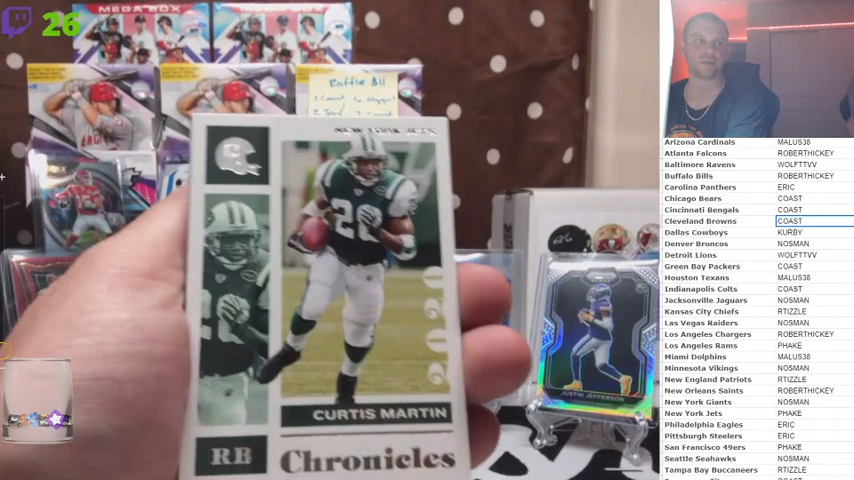 26
MEGA BOX
Raffle All
NEW YORK JETS
20
2020
CURTIS MARTIN
RB
Chronicles
JUSTIN JEFFERSON
Arizona Cardinals MALUS38
Atlanta Falcons ROBERTHICKEY
Baltimore Ravens WOLFTTVV
Buffalo Bills ROBERTHICKEY
Carolina Panthers ERIC
Chicago Bears COAST
Cincinnati Bengals COAST
Cleveland Browns COAST
Dallas Cowboys KURBY
Denver Broncos NOSMAN
Detroit Lions WOLFTTVV
Green Bay Packers COAST
Houston Texans MALUS38
Indianapolis Colts COAST
Jacksonville Jaguars NOSMAN
Kansas City Chiefs RTIZZLE
Las Vegas Raiders NOSMAN
Los Angeles Chargers ROBERTHICKEY
Los Angeles Rams PHAKE
Miami Dolphins MALUS38
Minnesota Vikings NOSMAN
New England Patriots RTIZZLE
New Orleans Saints ROBERTHICKEY
New York Giants NOSMAN
New York Jets PHAKE
Philadelphia Eagles ERIC
Pittsburgh Steelers ERIC
San Francisco 49ers PHAKE
Seattle Seahawks NOSMAN
Tampa Bay Buccaneers RTIZZLE